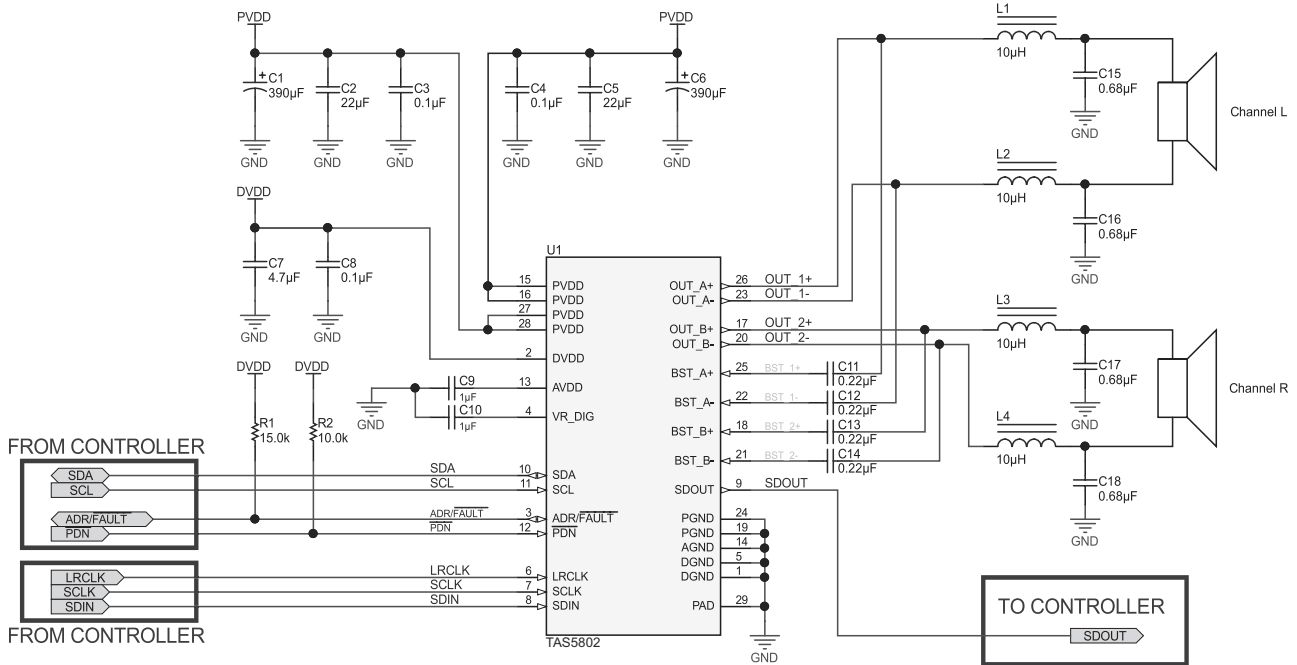 PVDD
C1
390µF
C2
22µF
C3
0.1µF
GND
GND
GND
PVDD
C4
0.1µF
C5
22µF
C6
390µF
GND
GND
GND
DVDD
C7
4.7µF
C8
0.1µF
GND
GND
DVDD
DVDD
R1
15.0k
R2
10.0k
GND
C9
1µF
C10
1µF
FROM CONTROLLER
SDA
SCL
ADR/FAULT
PDN
LRCLK
SCLK
SDIN
FROM CONTROLLER
SDA
SCL
ADR/FAULT
PDN
LRCLK
SCLK
SDIN
U1
15 PVDD
16 PVDD
27 PVDD
28 PVDD
2 DVDD
13 AVDD
4 VR_DIG
10 SDA
11 SCL
3 ADR/FAULT
12 PDN
6 LRCLK
7 SCLK
8 SDIN
OUT_A+ 26 OUT_1+
OUT_A- 23 OUT_1-
OUT_B+ 17 OUT_2+
OUT_B- 20 OUT_2-
BST_A+ 25 BST_1+
BST_A- 22 BST_1-
BST_B+ 18 BST_2+
BST_B- 21 BST_2-
SDOUT 9 SDOUT
PGND 24
PGND 19
AGND 14
DGND 5
DGND 1
PAD 29
TAS5802
GND
C11
0.22µF
C12
0.22µF
C13
0.22µF
C14
0.22µF
L1
10µH
C15
0.68µF
GND
L2
10µH
C16
0.68µF
GND
Channel L
L3
10µH
C17
0.68µF
GND
L4
10µH
C18
0.68µF
GND
Channel R
TO CONTROLLER
SDOUT